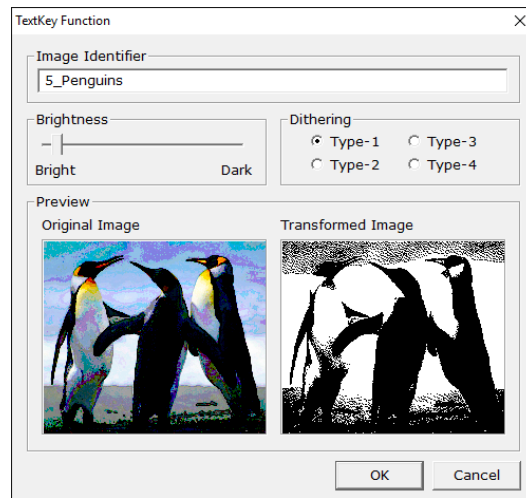 TextKey Function
Image Identifier
5_Penguins
Brightness
Bright
Dark
Dithering
Type-1
Type-3
Type-2
Type-4
Preview
Original Image
Transformed Image
OK
Cancel